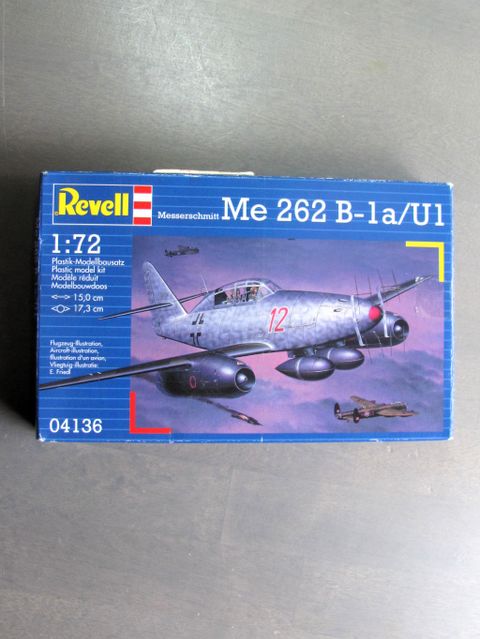 Revell
Messerschmitt Me 262 B-1a/U1
1:72
Plastik-Modellbausatz
Plastic model kit
Modèle réduit
Modelbouwdoos
15,0 cm
17,3 cm
Flugzeug-Illustration,
Aircraft-illustration,
Illustration d'un avion,
Vliegtuig-illustratie:
E. Friedl
04136
12